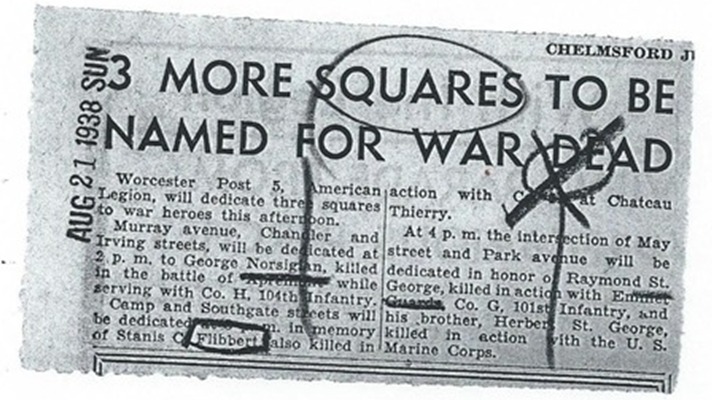 CHELMSFORD
AUG 21 1938 SUN
3 MORE SQUARES TO BE
NAMED FOR WAR DEAD
Worcester Post 5, American
Legion, will dedicate three squares
to war heroes this afternoon.
Murray avenue, Chandler and
Irving streets, will be dedicated at
2 p. m. to George Norsigian, killed
in the battle of while
serving with Co. H, 104th Infantry.
Camp and Southgate streets will
be dedicated m. in memory
of Stanis C. Flibbert, also killed in
action with at Chateau
Thierry.
At 4 p. m. the intersection of May
street and Park avenue will be
dedicated in honor of Raymond St.
George, killed in action with Emmet
Guards, Co. G, 101st Infantry, and
his brother, Herbert St. George,
killed in action with the U. S.
Marine Corps.